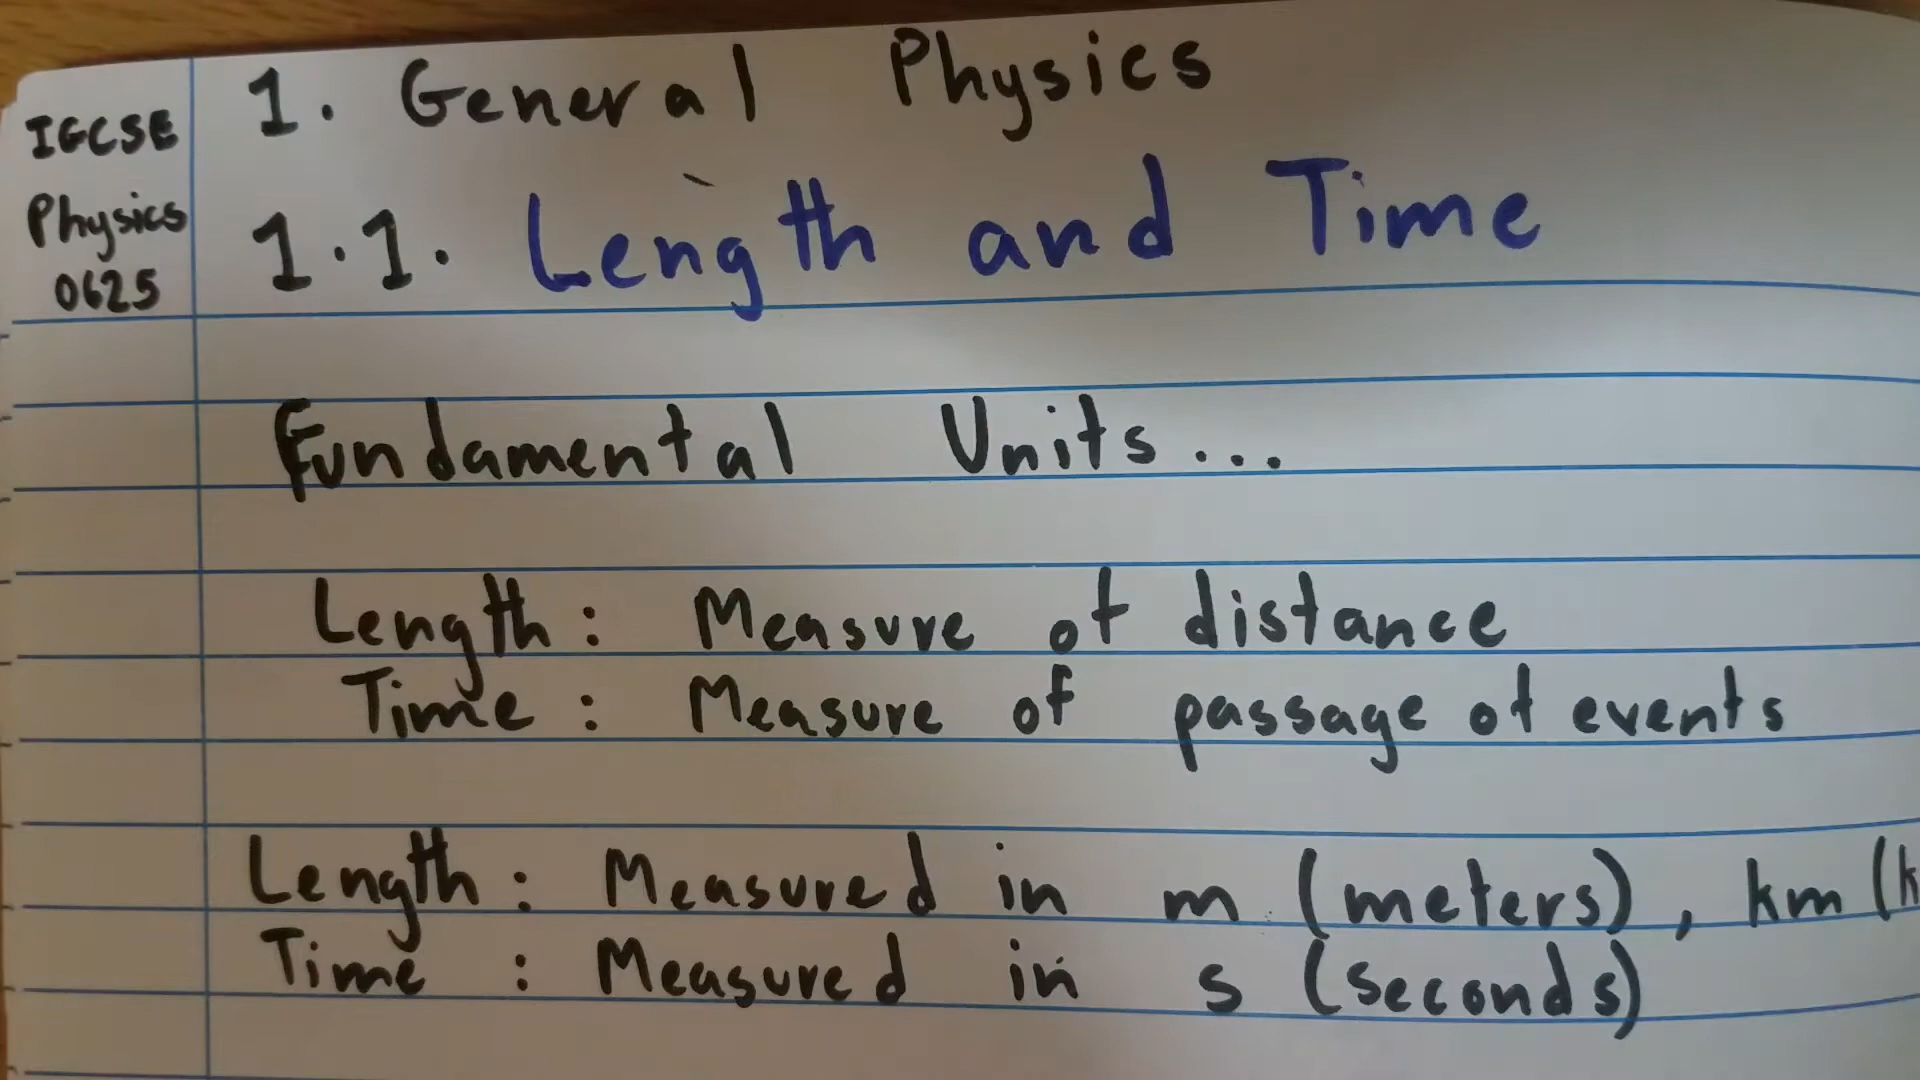 IGCSE
Physics
0625
1. General Physics
1.1. Length and Time
Fundamental Units...
Length: Measure of distance
Time: Measure of passage of events
Length: Measured in m (meters), km (k
Time: Measured in s (seconds)